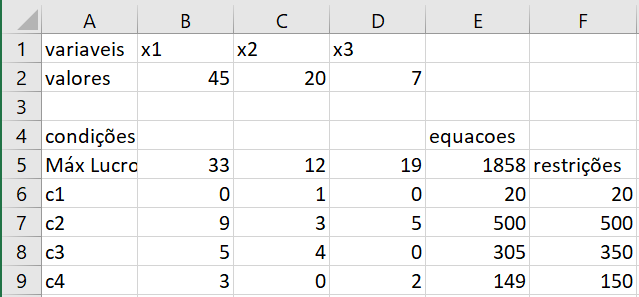 A B C D E F
1 variaveis x1 x2 x3
2 valores 45 20 7
3
4 condições equacoes
5 Máx Lucro 33 12 19 1858 restrições
6 c1 0 1 0 20 20
7 c2 9 3 5 500 500
8 c3 5 4 0 305 350
9 c4 3 0 2 149 150